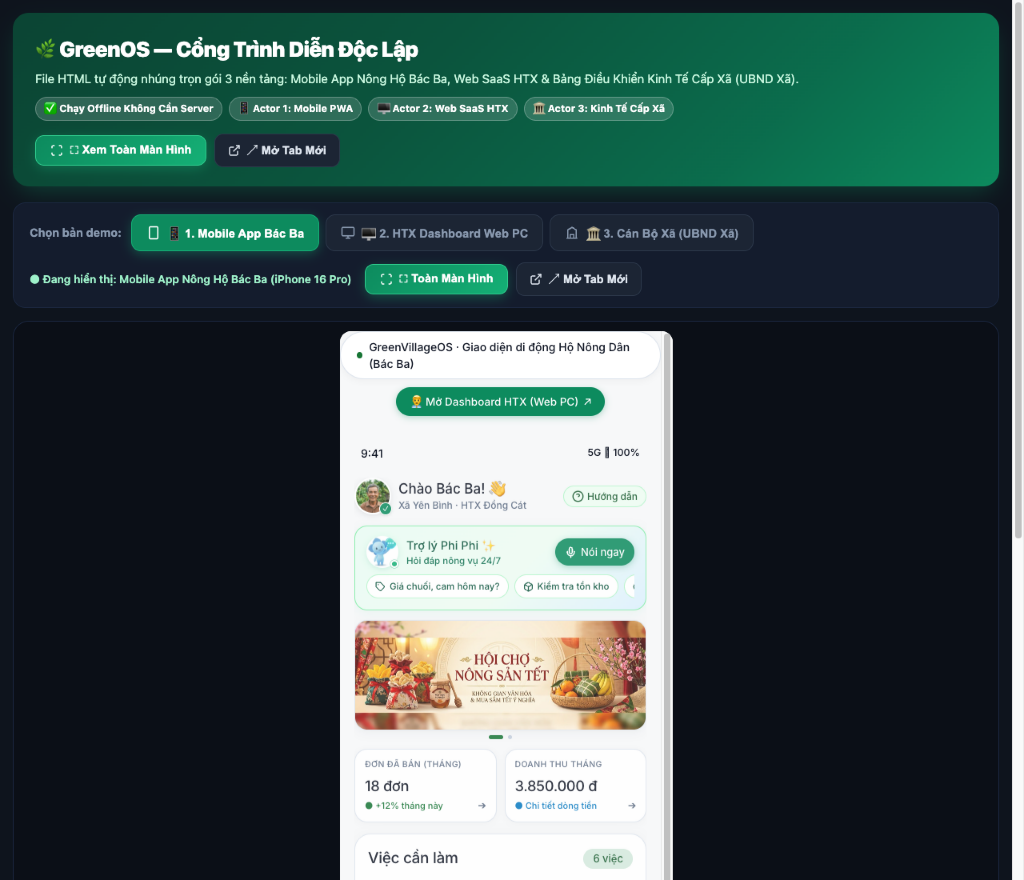 🌿 GreenOS — Cổng Trình Diễn Độc Lập
File HTML tự động nhúng trọn gói 3 nền tảng: Mobile App Nông Hộ Bác Ba, Web SaaS HTX & Bảng Điều Khiển Kinh Tế Cấp Xã (UBND Xã).
✅ Chạy Offline Không Cần Server
📱 Actor 1: Mobile PWA
🖥️ Actor 2: Web SaaS HTX
🏛️ Actor 3: Kinh Tế Cấp Xã
⛶ Xem Toàn Màn Hình
↗ Mở Tab Mới
Chọn bản demo:
📱 1. Mobile App Bác Ba
🖥️ 2. HTX Dashboard Web PC
🏛️ 3. Cán Bộ Xã (UBND Xã)
● Đang hiển thị: Mobile App Nông Hộ Bác Ba (iPhone 16 Pro)
⛶ Toàn Màn Hình
↗ Mở Tab Mới
GreenVillageOS · Giao diện di động Hộ Nông Dân
(Bác Ba)
👨‍🌾 Mở Dashboard HTX (Web PC) ↗
9:41
5G 🔋 100%
Chào Bác Ba! 👋
Xã Yên Bình · HTX Đồng Cát
Hướng dẫn
Trợ lý Phi Phi ✨
Hỏi đáp nông vụ 24/7
Nói ngay
Giá chuối, cam hôm nay?
Kiểm tra tồn kho
HỘI CHỢ
NÔNG SẢN TẾT
KHÔNG GIAN VĂN HÓA
& MUA SẮM TẾT Ý NGHĨA
ĐƠN ĐÃ BÁN (THÁNG)
18 đơn
+12% tháng này →
DOANH THU THÁNG
3.850.000 đ
Chi tiết dòng tiền →
Việc cần làm
6 việc